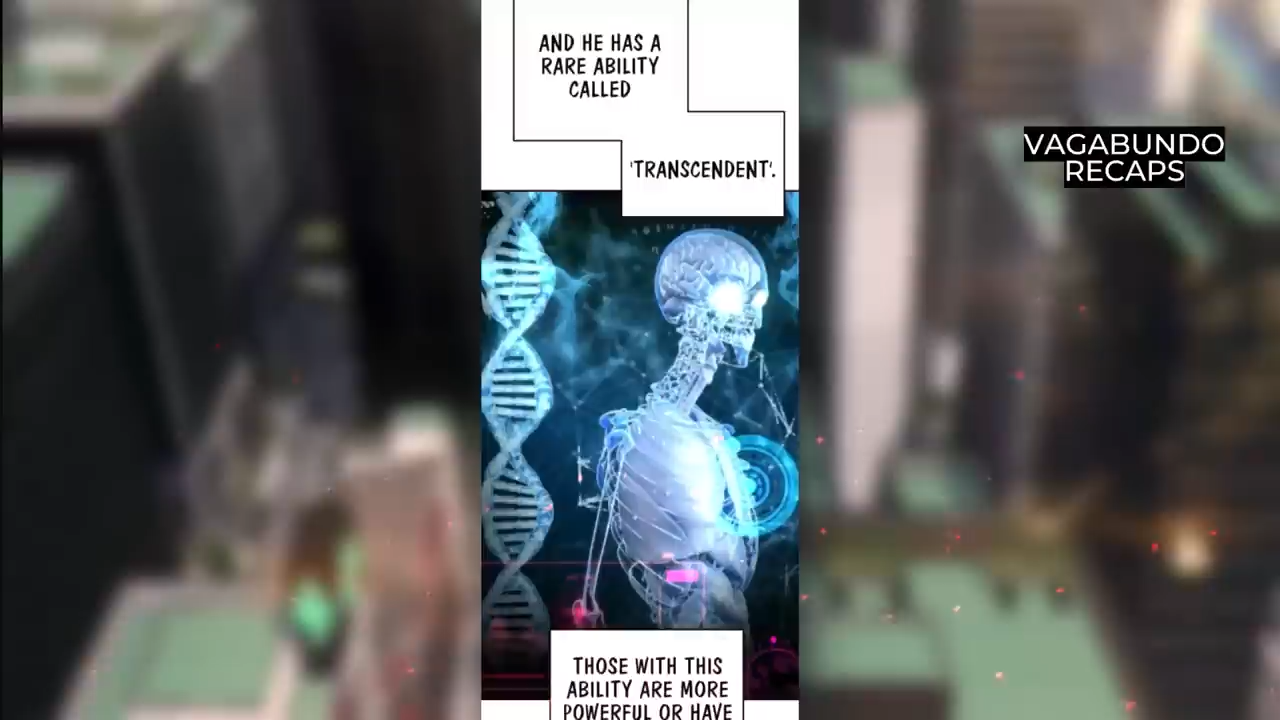 AND HE HAS A
RARE ABILITY
CALLED
'TRANSCENDENT'.
VAGABUNDO
RECAPS
THOSE WITH THIS
ABILITY ARE MORE
POWERFUL OR HAVE